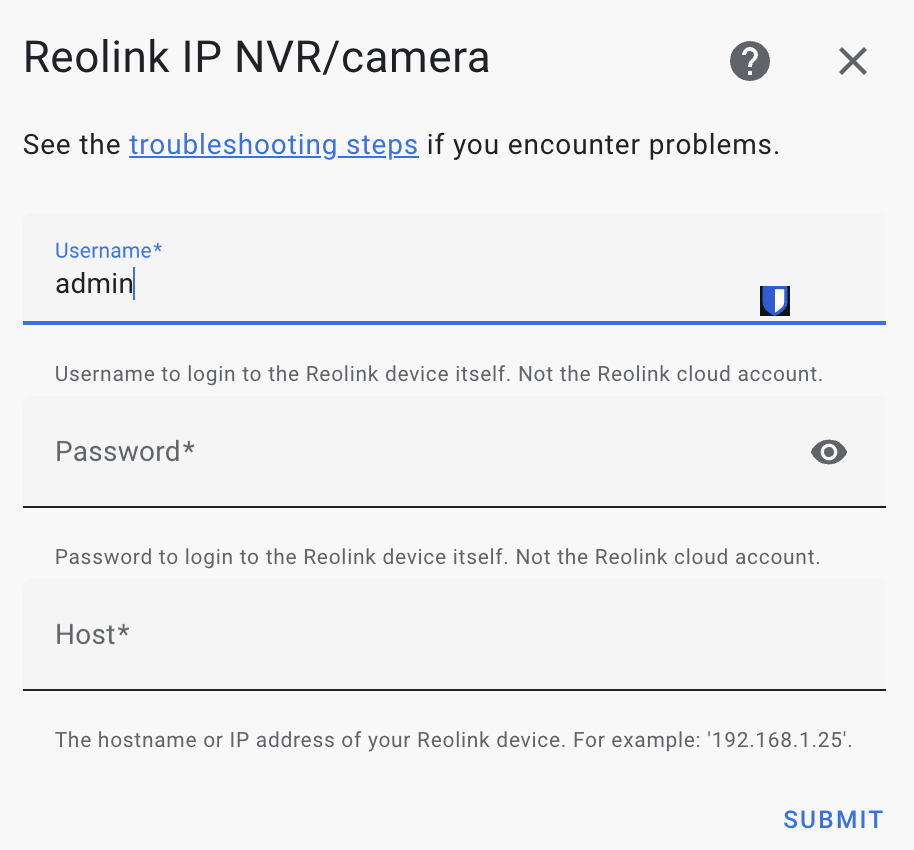 Reolink IP NVR/camera
See the troubleshooting steps if you encounter problems.
Username*
admin
Username to login to the Reolink device itself. Not the Reolink cloud account.
Password*
Password to login to the Reolink device itself. Not the Reolink cloud account.
Host*
The hostname or IP address of your Reolink device. For example: '192.168.1.25'.
SUBMIT